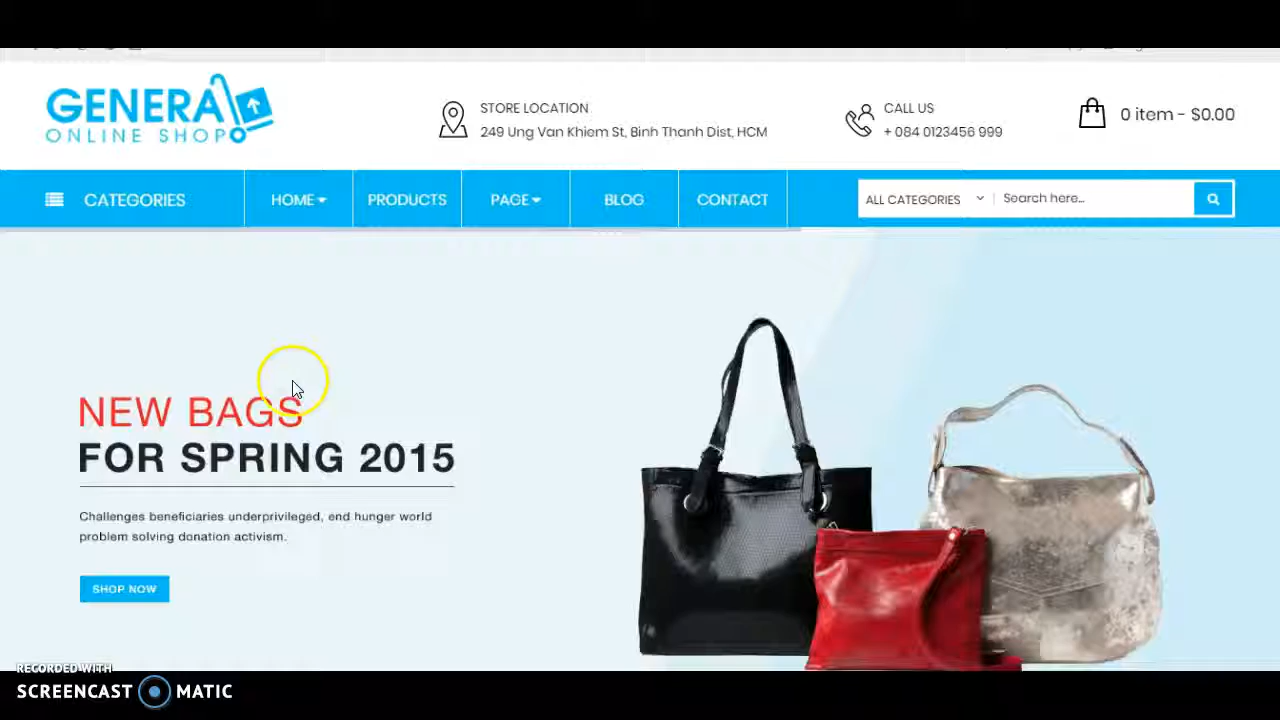 GENERAL
ONLINE SHOP
STORE LOCATION
249 Ung Van Khiem St, Binh Thanh Dist, HCM
CALL US
+ 084 0123456 999
0 item - $0.00
CATEGORIES
HOME
PRODUCTS
PAGE
BLOG
CONTACT
ALL CATEGORIES
Search here...
NEW BAGS
FOR SPRING 2015
Challenges beneficiaries underprivileged, end hunger world
problem solving donation activism.
SHOP NOW
RECORDED WITH
SCREENCAST MATIC